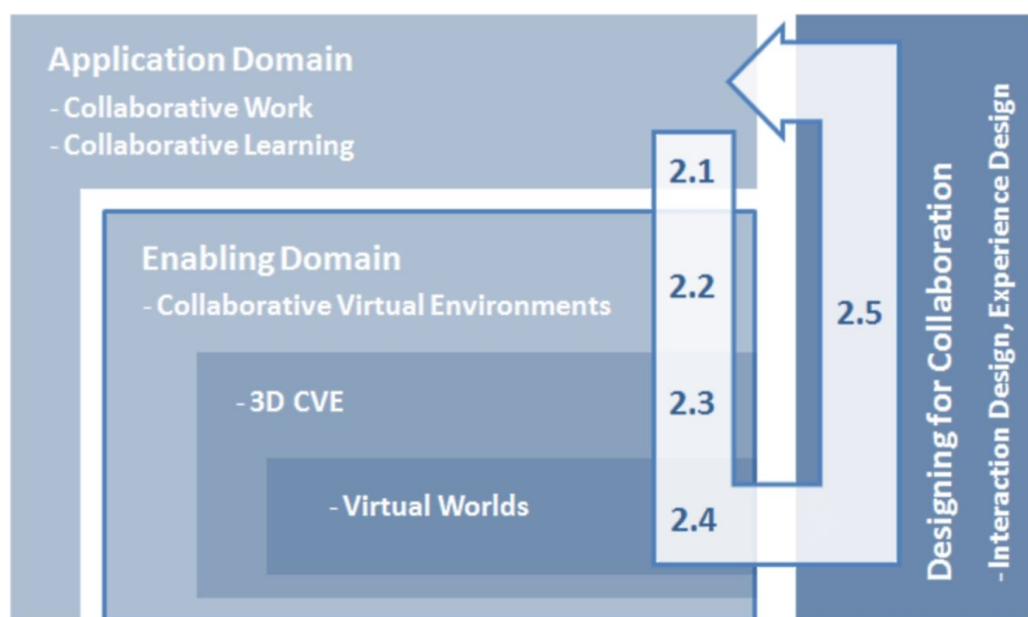 Application Domain
- Collaborative Work
- Collaborative Learning
2.1
Enabling Domain
- Collaborative Virtual Environments
2.2
- 3D CVE
2.3
- Virtual Worlds
2.4
2.5
Designing for Collaboration
- Interaction Design, Experience Design